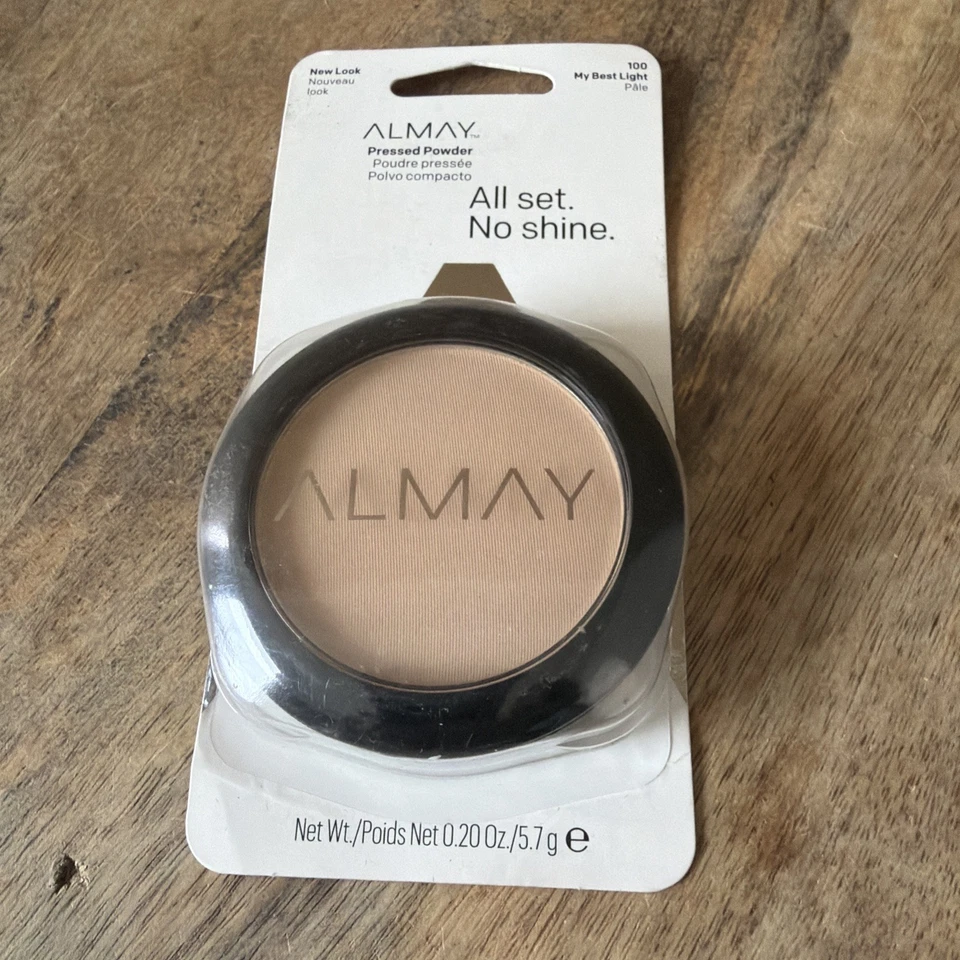 New Look
Nouveau
look
100
My Best Light
Pâle
ALMAY™
Pressed Powder
Poudre pressée
Polvo compacto
All set.
No shine.
ALMAY
Net Wt./Poids Net 0.20 Oz./5.7 g ℮